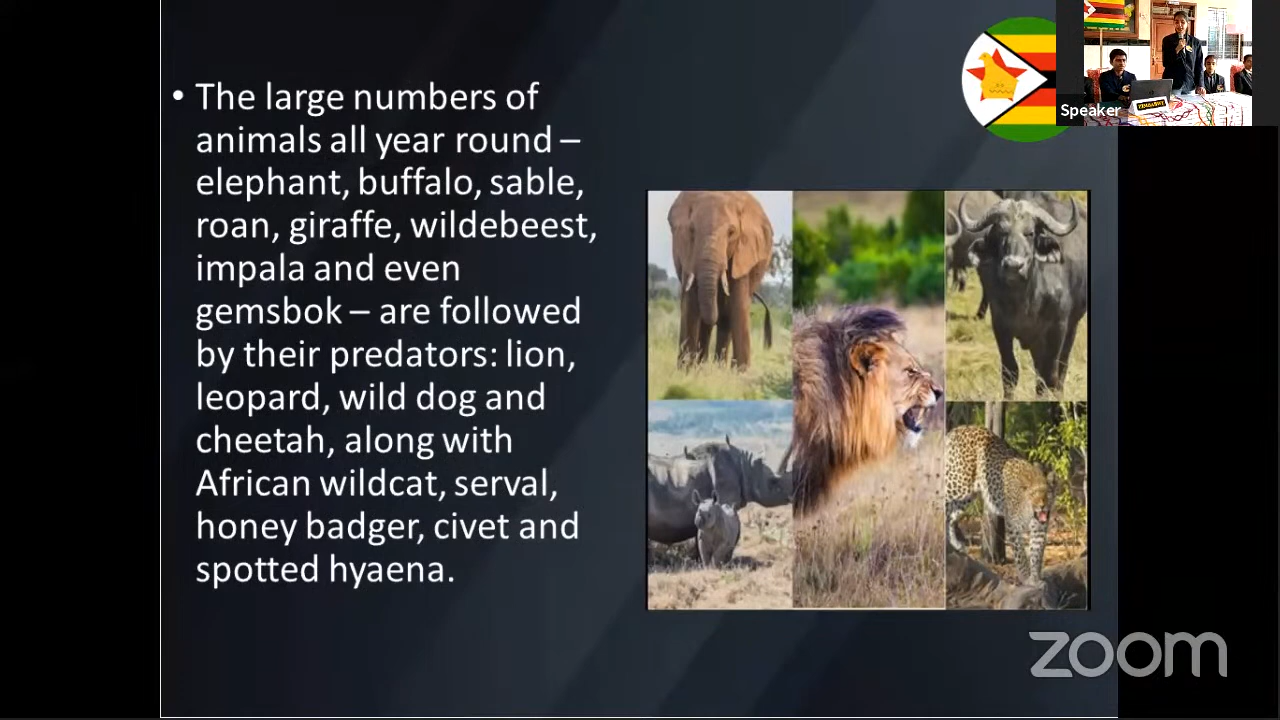 • The large numbers of
animals all year round –
elephant, buffalo, sable,
roan, giraffe, wildebeest,
impala and even
gemsbok – are followed
by their predators: lion,
leopard, wild dog and
cheetah, along with
African wildcat, serval,
honey badger, civet and
spotted hyaena.
Speaker
ZIMBABWE
zoom